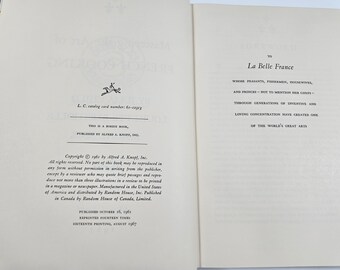 K
L. C. catalog card number: 61-12313
THIS IS A BORZOI BOOK,
PUBLISHED BY ALFRED A. KNOPF, INC.
Copyright © 1961 by Alfred A. Knopf, Inc.
All rights reserved. No part of this book may be reproduced in
any form without permission in writing from the publisher,
except by a reviewer who may quote brief passages and repro-
duce not more than three illustrations in a review to be printed
in a magazine or newspaper. Manufactured in the United States
of America and distributed by Random House, Inc. Published
in Canada by Random House of Canada, Limited.
PUBLISHED OCTOBER 16, 1961
REPRINTED FOURTEEN TIMES
SIXTEENTH PRINTING, AUGUST 1967
TO
La Belle France
WHOSE PEASANTS, FISHERMEN, HOUSEWIVES,
AND PRINCES—NOT TO MENTION HER CHEFS—
THROUGH GENERATIONS OF INVENTIVE AND
LOVING CONCENTRATION HAVE CREATED ONE
OF THE WORLD'S GREAT ARTS